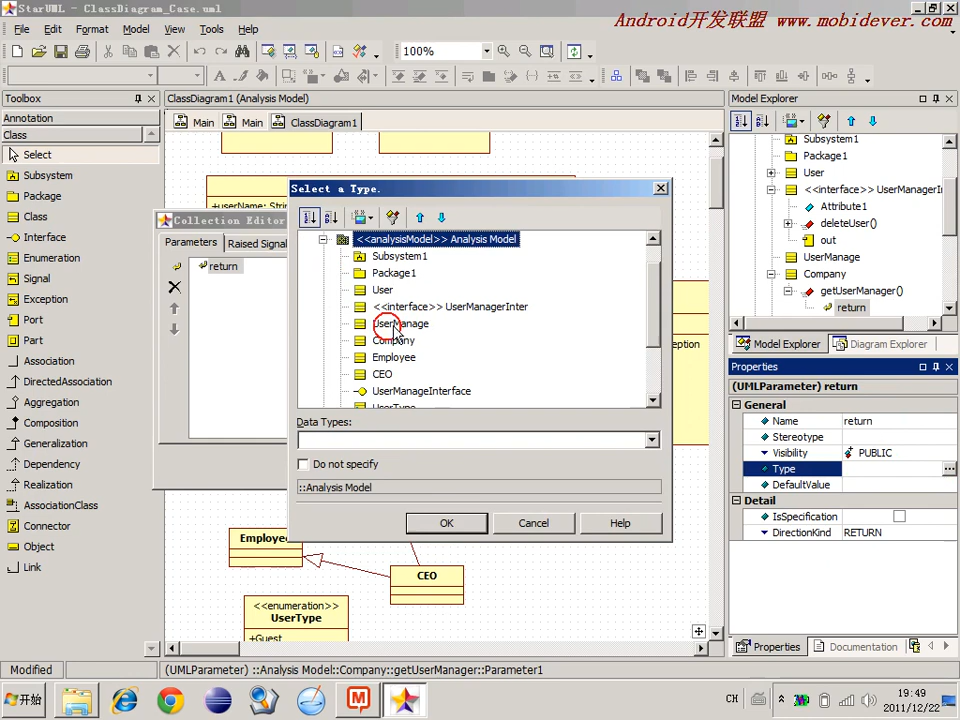 StarUML - ClassDiagram_Case.uml
Android开发联盟 www.mobidever.com
File Edit Format Model View Tools Help
100%
Toolbox
ClassDiagram1 (Analysis Model)
Model Explorer
Annotation
Class
Main Main ClassDiagram1
Select
Subsystem
Package
Class
Interface
Enumeration
Signal
Exception
Port
Part
Association
DirectedAssociation
Aggregation
Composition
Generalization
Dependency
Realization
AssociationClass
Connector
Object
Link
Collection Editor
Parameters Raised Signal
return
Select a Type.
<<analysisModel>> Analysis Model
Subsystem1
Package1
User
<<interface>> UserManagerInter
UserManage
Company
Employee
CEO
UserManageInterface
UserType
Data Types:
Do not specify
::Analysis Model
OK Cancel Help
Employee
CEO
<<enumeration>>
UserType
+Guest
Subsystem1
Package1
User
<<interface>> UserManagerIn
Attribute1
deleteUser()
out
UserManage
Company
getUserManager()
return
Model Explorer Diagram Explorer
Properties
(UMLParameter) return
General
Name return
Stereotype
Visibility PUBLIC
Type
DefaultValue
Detail
IsSpecification
DirectionKind RETURN
Properties Documentation
Modified (UMLParameter) ::Analysis Model::Company::getUserManager::Parameter1
开始
CH
19:49
2011/12/22